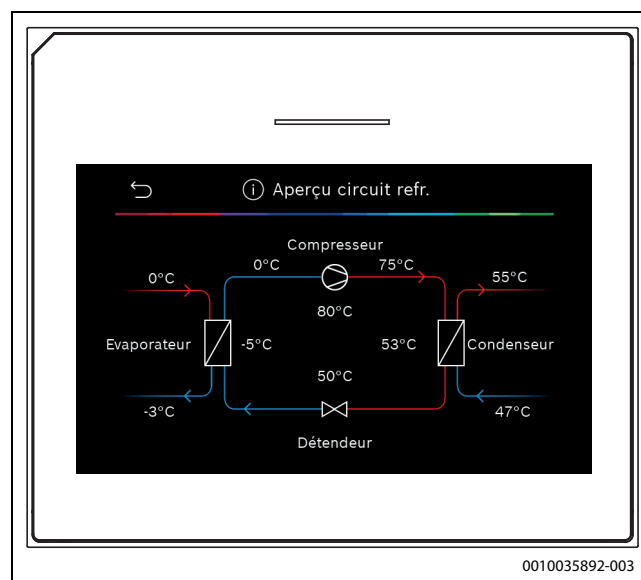 Aperçu circuit refr.
Compresseur
0°C 0°C 75°C 55°C
80°C
Evaporateur -5°C 53°C Condenseur
50°C
-3°C 47°C
Détendeur
0010035892-003